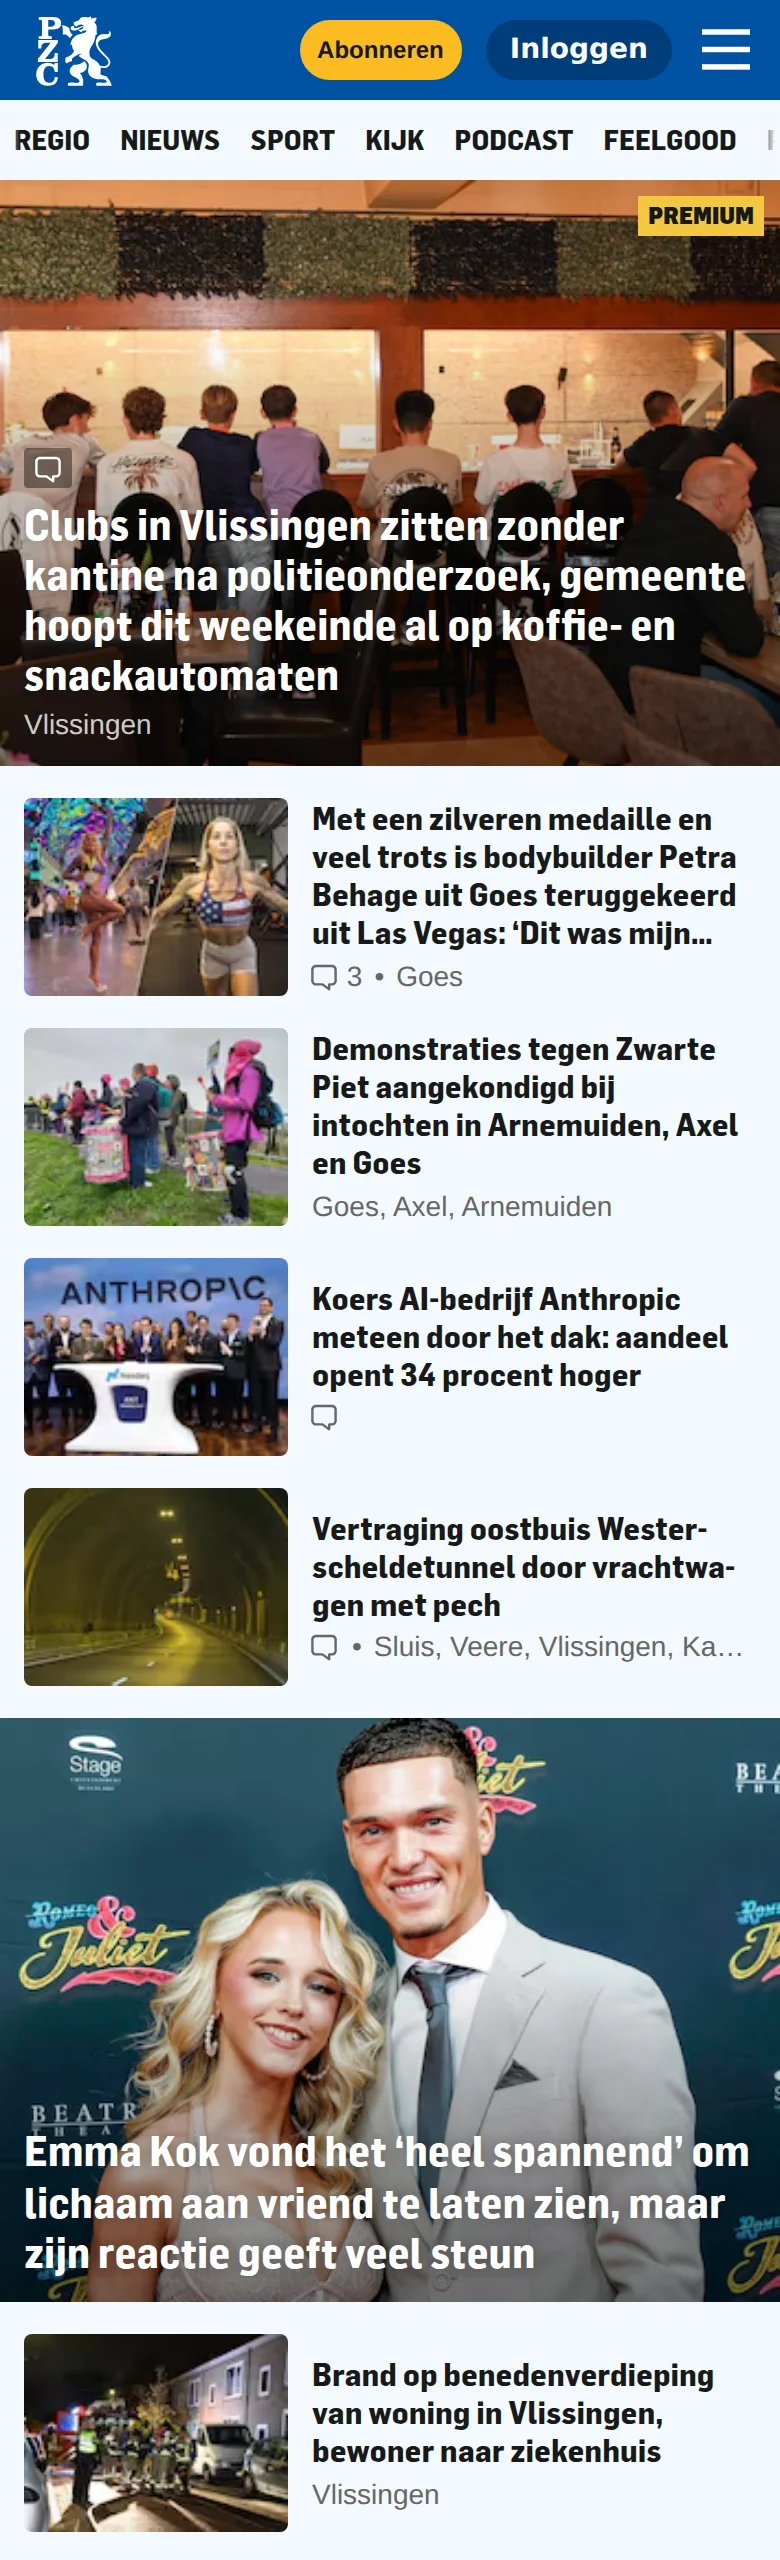 PZC
Abonneren
Inloggen
REGIO NIEUWS SPORT KIJK PODCAST FEELGOOD
PREMIUM
Clubs in Vlissingen zitten zonder
kantine na politieonderzoek, gemeente
hoopt dit weekeinde al op koffie- en
snackautomaten
Vlissingen
Met een zilveren medaille en
veel trots is bodybuilder Petra
Behage uit Goes teruggekeerd
uit Las Vegas: ‘Dit was mijn...
3 • Goes
Demonstraties tegen Zwarte
Piet aangekondigd bij
intochten in Arnemuiden, Axel
en Goes
Goes, Axel, Arnemuiden
ANTHROP\C
Nasdaq
Koers AI-bedrijf Anthropic
meteen door het dak: aandeel
opent 34 procent hoger
Vertraging oostbuis Wester-
scheldetunnel door vrachtwa-
gen met pech
• Sluis, Veere, Vlissingen, Ka...
Stage
Romeo & Juliet
BEATR
THEA
Emma Kok vond het ‘heel spannend’ om
lichaam aan vriend te laten zien, maar
zijn reactie geeft veel steun
Brand op benedenverdieping
van woning in Vlissingen,
bewoner naar ziekenhuis
Vlissingen